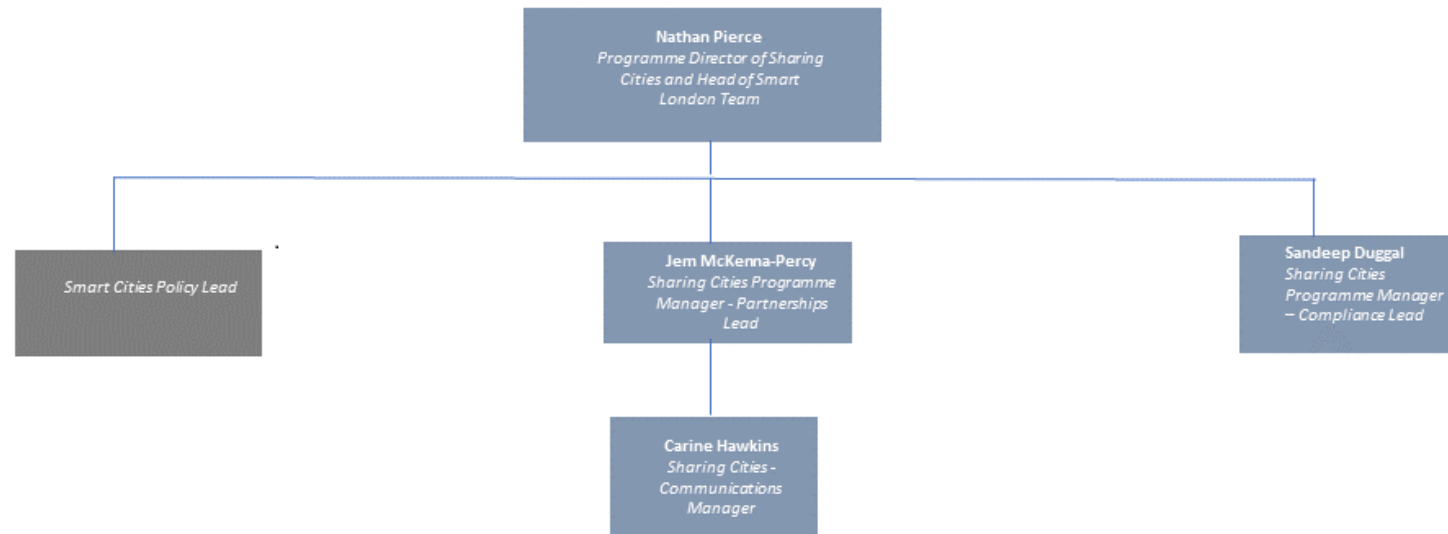 Nathan Pierce
Programme Director of Sharing
Cities and Head of Smart
London Team
Smart Cities Policy Lead
Jem McKenna-Percy
Sharing Cities Programme
Manager - Partnerships
Lead
Sandeep Duggal
Sharing Cities
Programme Manager
– Compliance Lead
Carine Hawkins
Sharing Cities -
Communications
Manager